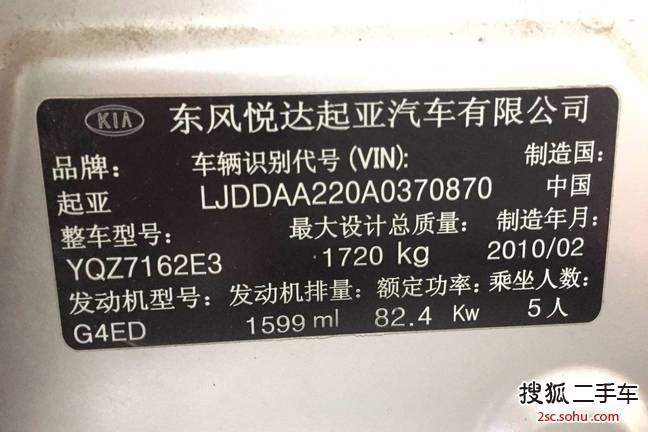 KIA 东风悦达起亚汽车有限公司
品牌: 车辆识别代号(VIN): 制造国:
起亚 LJDDAA220A0370870 中国
整车型号: 最大设计总质量: 制造年月:
YQZ7162E3 1720 kg 2010/02
发动机型号: 发动机排量: 额定功率: 乘坐人数:
G4ED 1599 ml 82.4 Kw 5人
搜狐二手车
2sc.sohu.com